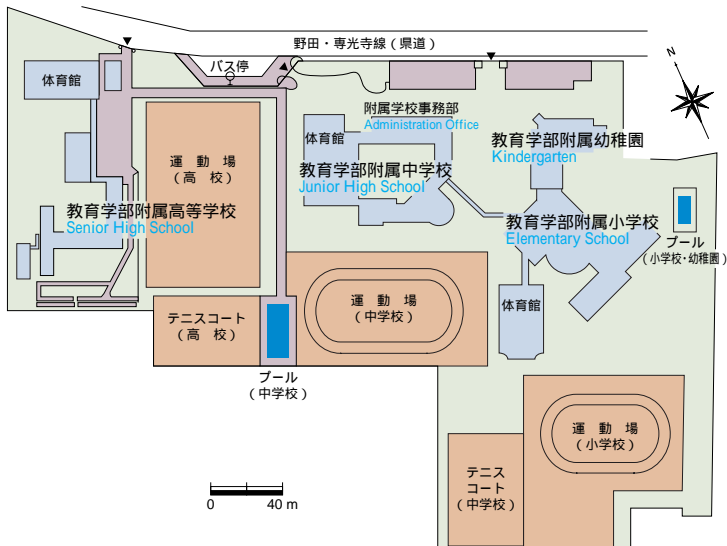 野田・専光寺線（県道）
バス停
N
体育館
附属学校事務部
Administration Office
体育館
教育学部附属幼稚園
Kindergarten
運　動　場
（高　校）
教育学部附属中学校
Junior High School
教育学部附属高等学校
Senior High School
教育学部附属小学校
Elementary School
プール
（小学校・幼稚園）
運　動　場
（中学校）
体育館
テニスコート
（高　校）
プール
（中学校）
運　動　場
（小学校）
テニス
コート
（中学校）
0　40 m